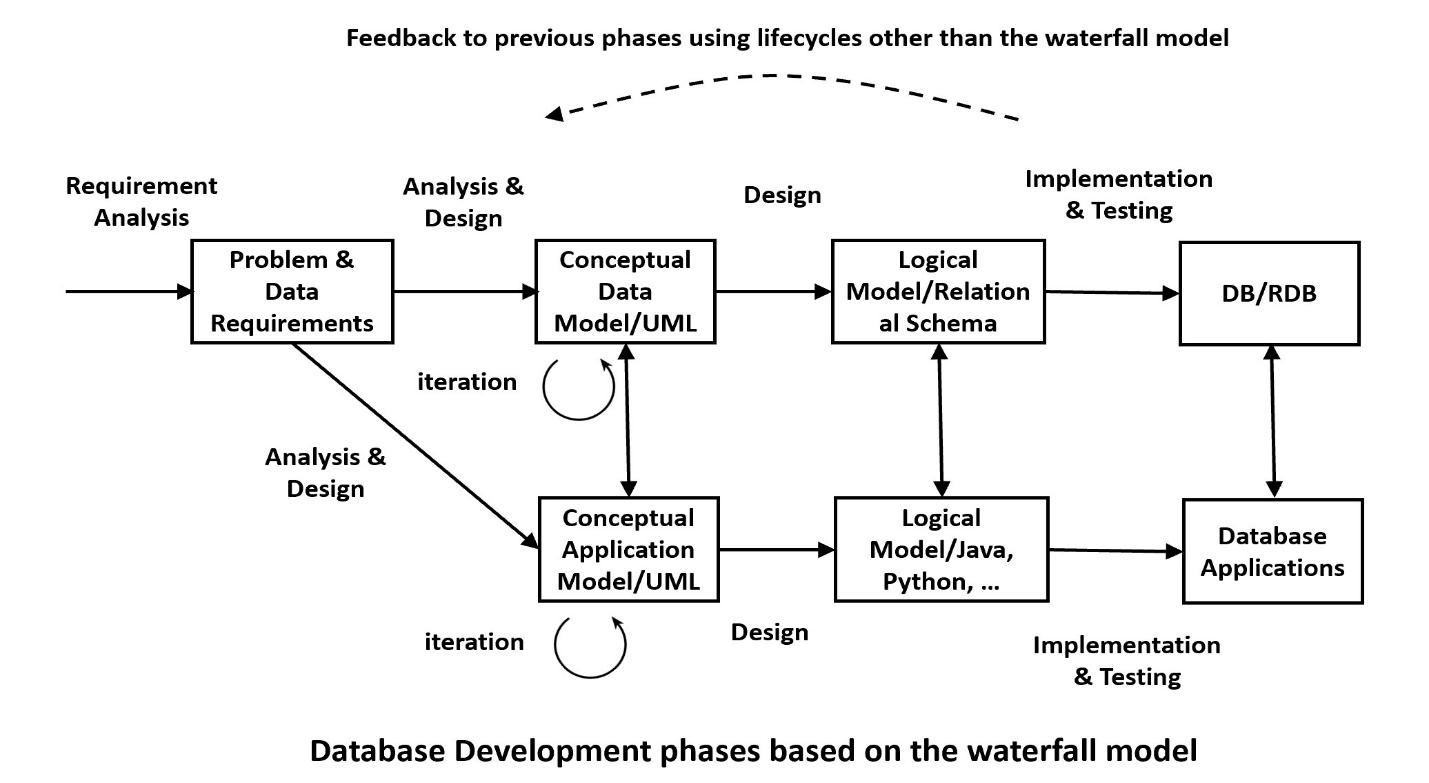 Feedback to previous phases using lifecycles other than the waterfall model
Requirement
Analysis
Analysis &
Design
Design
Implementation
& Testing
Problem &
Data
Requirements
Conceptual
Data
Model/UML
Logical
Model/Relation
al Schema
DB/RDB
iteration
Analysis &
Design
Conceptual
Application
Model/UML
Logical
Model/Java,
Python, ...
Database
Applications
iteration
Design
Implementation
& Testing
Database Development phases based on the waterfall model